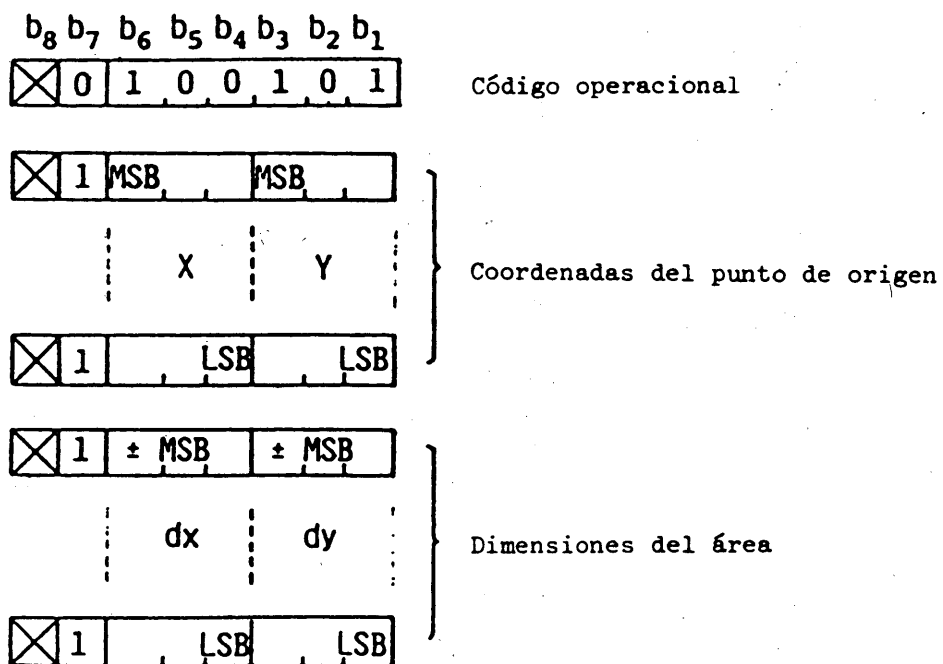 b8 b7 b6 b5 b4 b3 b2 b1
0 1 0 0 1 0 1 Código operacional
1 MSB MSB
X Y Coordenadas del punto de origen
1 LSB LSB
1 ± MSB ± MSB
dx dy Dimensiones del área
1 LSB LSB